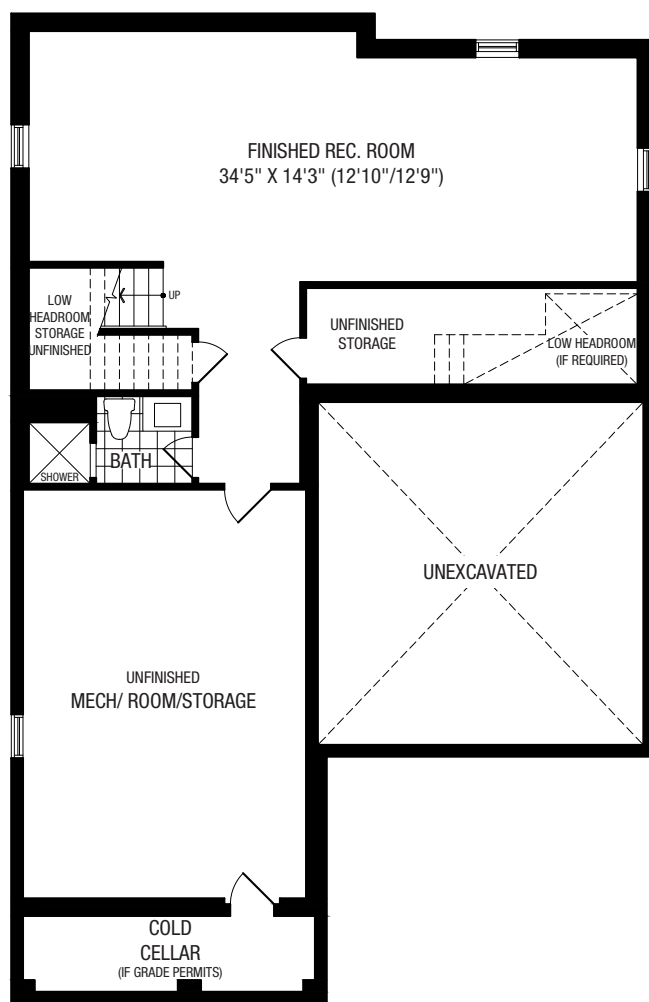 FINISHED REC. ROOM
34'5" X 14'3" (12'10"/12'9")
UP
LOW
HEADROOM
STORAGE
UNFINISHED
UNFINISHED
STORAGE
LOW HEADROOM
(IF REQUIRED)
BATH
SHOWER
UNEXCAVATED
UNFINISHED
MECH/ ROOM/STORAGE
COLD
CELLAR
(IF GRADE PERMITS)